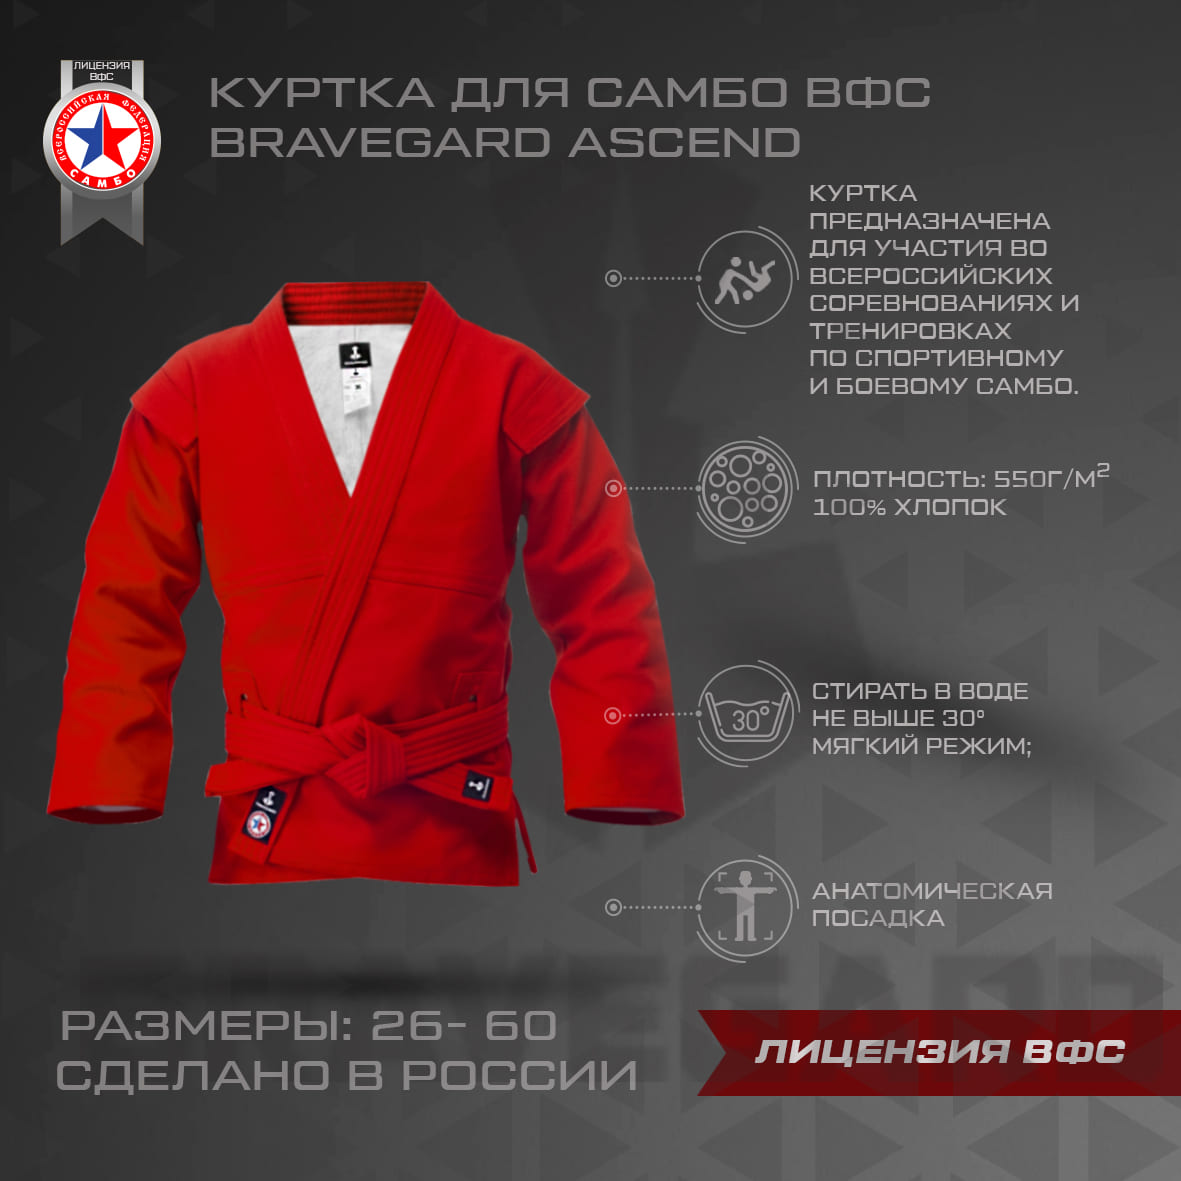 ЛИЦЕНЗИЯ
ВФС
ВСЕРОССИЙСКАЯ ФЕДЕРАЦИЯ
САМБО
КУРТКА ДЛЯ САМБО ВФС
BRAVEGARD ASCEND
КУРТКА
ПРЕДНАЗНАЧЕНА
ДЛЯ УЧАСТИЯ ВО
ВСЕРОССИЙСКИХ
СОРЕВНОВАНИЯХ И
ТРЕНИРОВКАХ
ПО СПОРТИВНОМУ
И БОЕВОМУ САМБО.
ПЛОТНОСТЬ: 550Г/М²
100% ХЛОПОК
30°
СТИРАТЬ В ВОДЕ
НЕ ВЫШЕ 30°
МЯГКИЙ РЕЖИМ;
АНАТОМИЧЕСКАЯ
ПОСАДКА
РАЗМЕРЫ: 26- 60
СДЕЛАНО В РОССИИ
ЛИЦЕНЗИЯ ВФС